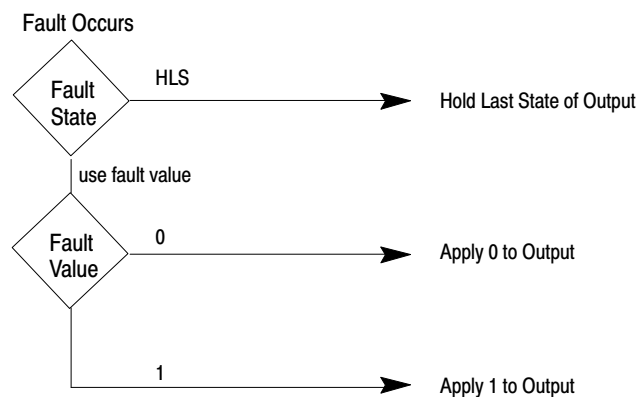 Fault Occurs
Fault
State
HLS
Hold Last State of Output
use fault value
Fault
Value
0
Apply 0 to Output
1
Apply 1 to Output